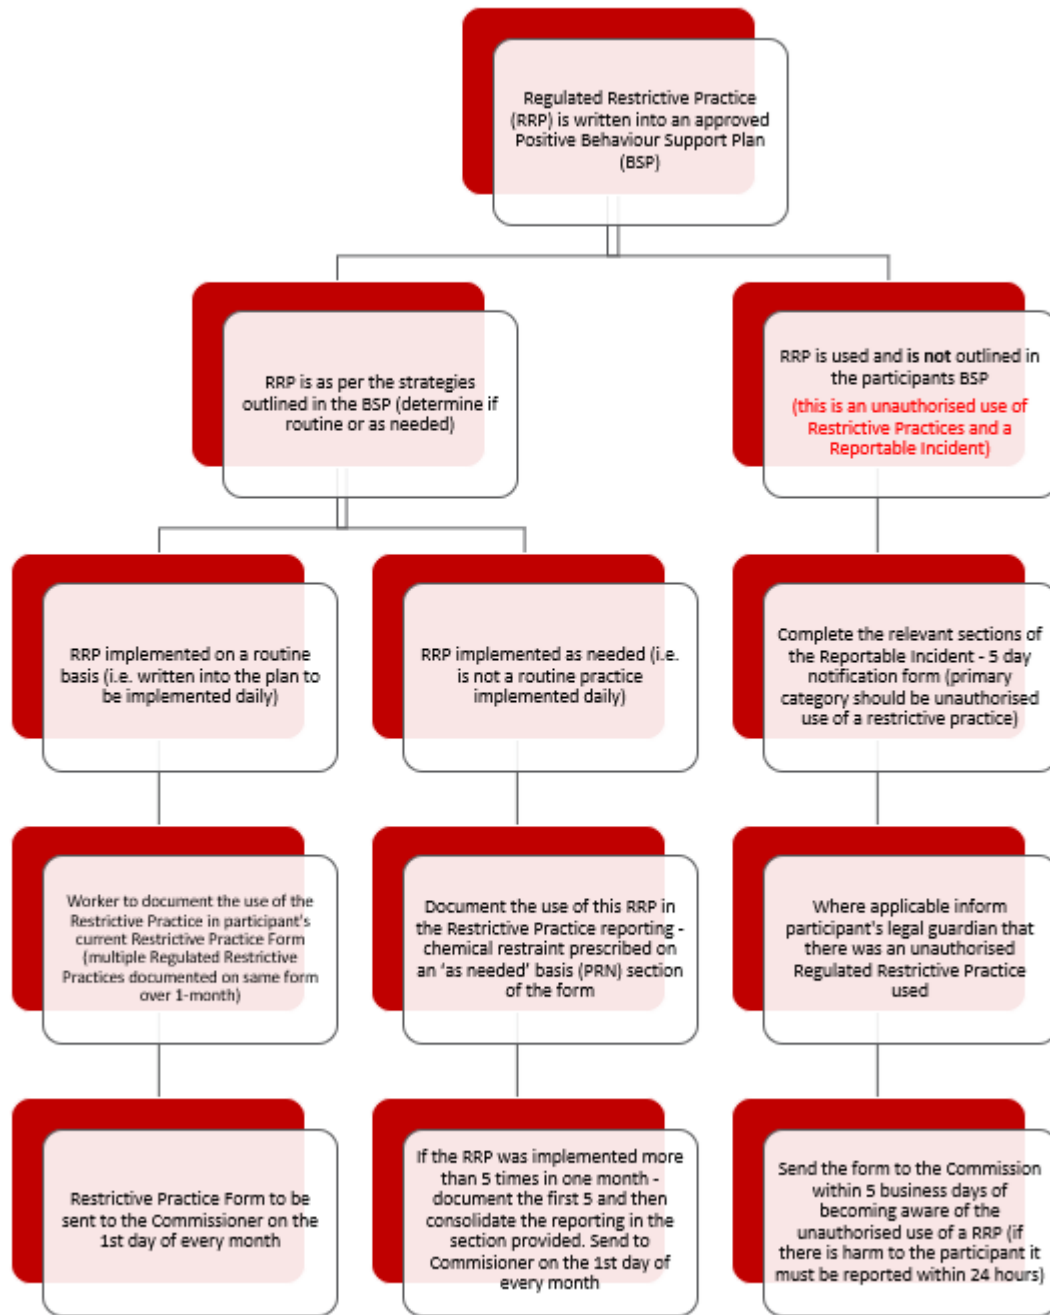 Regulated Restrictive Practice
(RRP) is written into an approved
Positive Behaviour Support Plan
(BSP)
RRP is as per the strategies
outlined in the BSP (determine if
routine or as needed)
RRP is used and is not outlined in
the participants BSP
(this is an unauthorised use of
Restrictive Practices and a
Reportable Incident)
RRP implemented on a routine
basis (i.e. written into the plan to
be implemented daily)
RRP implemented as needed (i.e.
is not a routine practice
implemented daily)
Complete the relevant sections of
the Reportable Incident - 5 day
notification form (primary
category should be unauthorised
use of a restrictive practice)
Worker to document the use of the
Restrictive Practice in participant's
current Restrictive Practice Form
(multiple Regulated Restrictive
Practices documented on same form
over 1-month)
Document the use of this RRP in
the Restrictive Practice reporting -
chemical restraint prescribed on
an 'as needed' basis (PRN) section
of the form
Where applicable inform
participant's legal guardian that
there was an unauthorised
Regulated Restrictive Practice
used
Restrictive Practice Form to be
sent to the Commissioner on the
1st day of every month
If the RRP was implemented more
than 5 times in one month -
document the first 5 and then
consolidate the reporting in the
section provided. Send to
Commisioner on the 1st day of
every month
Send the form to the Commission
within 5 business days of
becoming aware of the
unauthorised use of a RRP (if
there is harm to the participant it
must be reported within 24 hours)